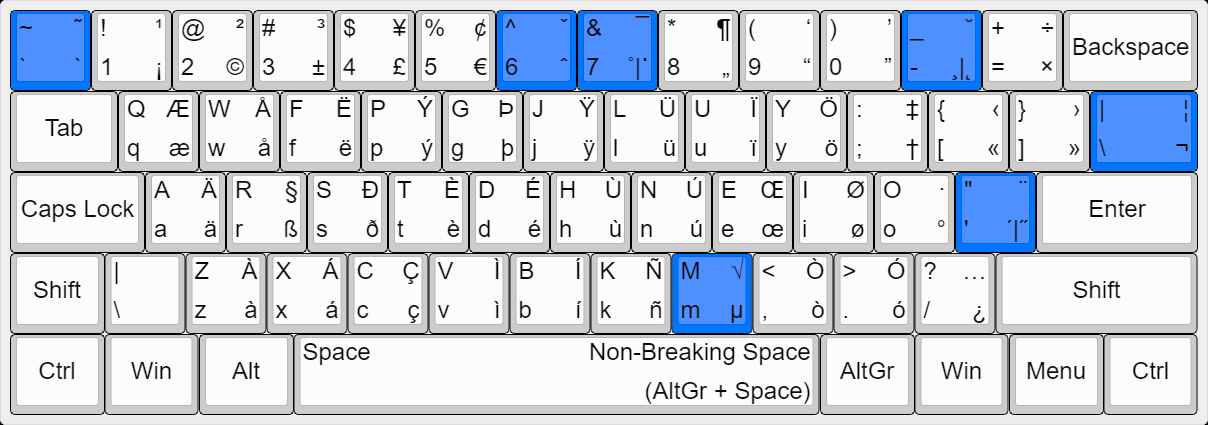 ~ ˜ ! ¹ @ ² # ³ $ ¥ % ¢ ^ ˇ & ¯ * ¶ ( ‘ ) ’ _ ˘ + ÷ Backspace
` ` 1 ¡ 2 © 3 ± 4 £ 5 € 6 ˆ 7 ˚|˙ 8 „ 9 “ 0 ” - ¸|˛ = ×
Tab Q Æ W Å F Ë P Ý G Þ J Ÿ L Ü U Ï Y Ö : ‡ { ‹ } › | ¦
q æ w å f ë p ý g þ j ÿ l ü u ï y ö ; † [ « ] » \ ¬
Caps Lock A Ä R § S Ð T È D É H Ù N Ú E Œ I Ø O · " ¨ Enter
a ä r ß s ð t è d é h ù n ú e œ i ø o ° ' ´|˝
Shift | Z À X Á C Ç V Ì B Í K Ñ M √ < Ò > Ó ? … Shift
\ z à x á c ç v ì b í k ñ m µ , ò . ó / ¿
Ctrl Win Alt Space Non-Breaking Space AltGr Win Menu Ctrl
(AltGr + Space)